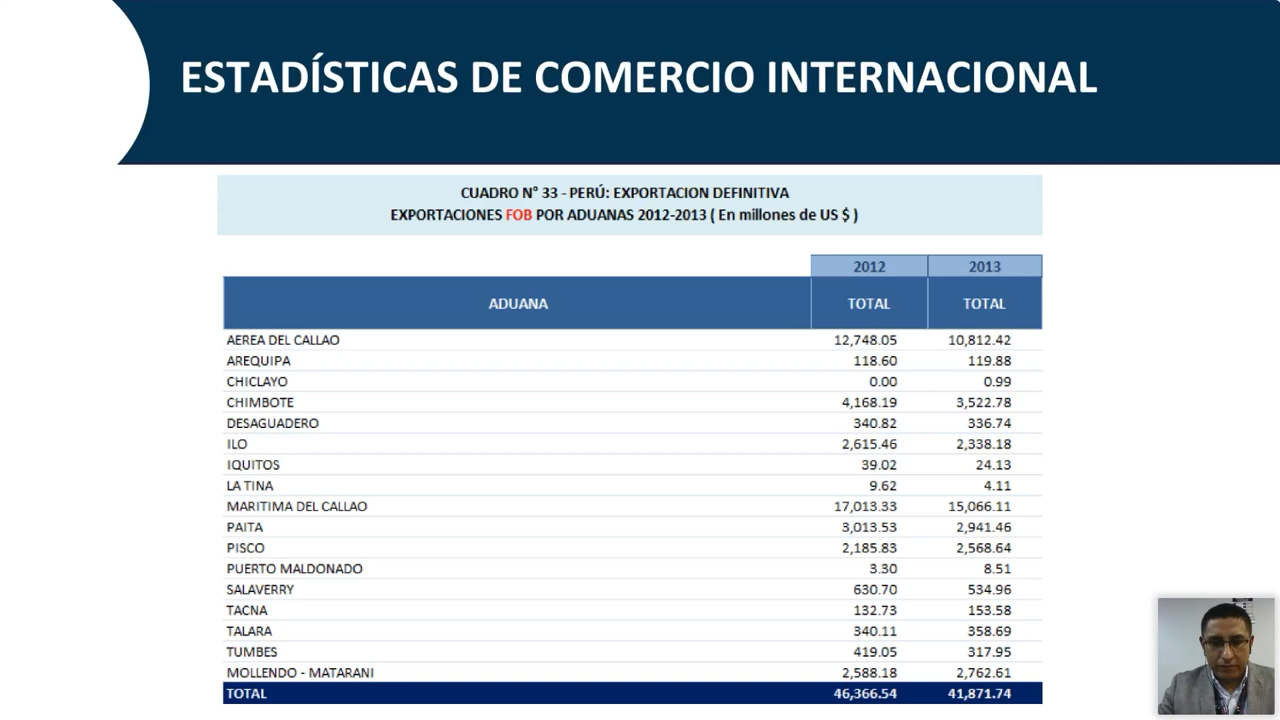 ESTADÍSTICAS DE COMERCIO INTERNACIONAL
CUADRO N° 33 - PERÚ: EXPORTACION DEFINITIVA
EXPORTACIONES FOB POR ADUANAS 2012-2013 ( En millones de US $ )
2012 2013
ADUANA TOTAL TOTAL
AEREA DEL CALLAO 12,748.05 10,812.42
AREQUIPA 118.60 119.88
CHICLAYO 0.00 0.99
CHIMBOTE 4,168.19 3,522.78
DESAGUADERO 340.82 336.74
ILO 2,615.46 2,338.18
IQUITOS 39.02 24.13
LA TINA 9.62 4.11
MARITIMA DEL CALLAO 17,013.33 15,066.11
PAITA 3,013.53 2,941.46
PISCO 2,185.83 2,568.64
PUERTO MALDONADO 3.30 8.51
SALAVERRY 630.70 534.96
TACNA 132.73 153.58
TALARA 340.11 358.69
TUMBES 419.05 317.95
MOLLENDO - MATARANI 2,588.18 2,762.61
TOTAL 46,366.54 41,871.74